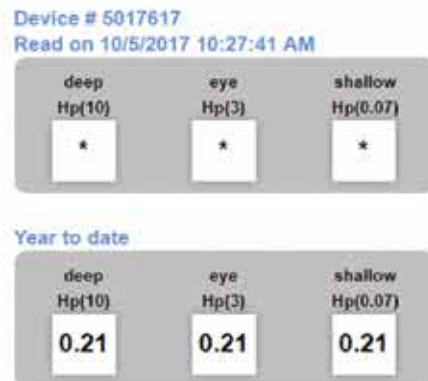 Device # 5017617
Read on 10/5/2017 10:27:41 AM
deep eye shallow
Hp(10) Hp(3) Hp(0.07)
* * *
Year to date
deep eye shallow
Hp(10) Hp(3) Hp(0.07)
0.21 0.21 0.21